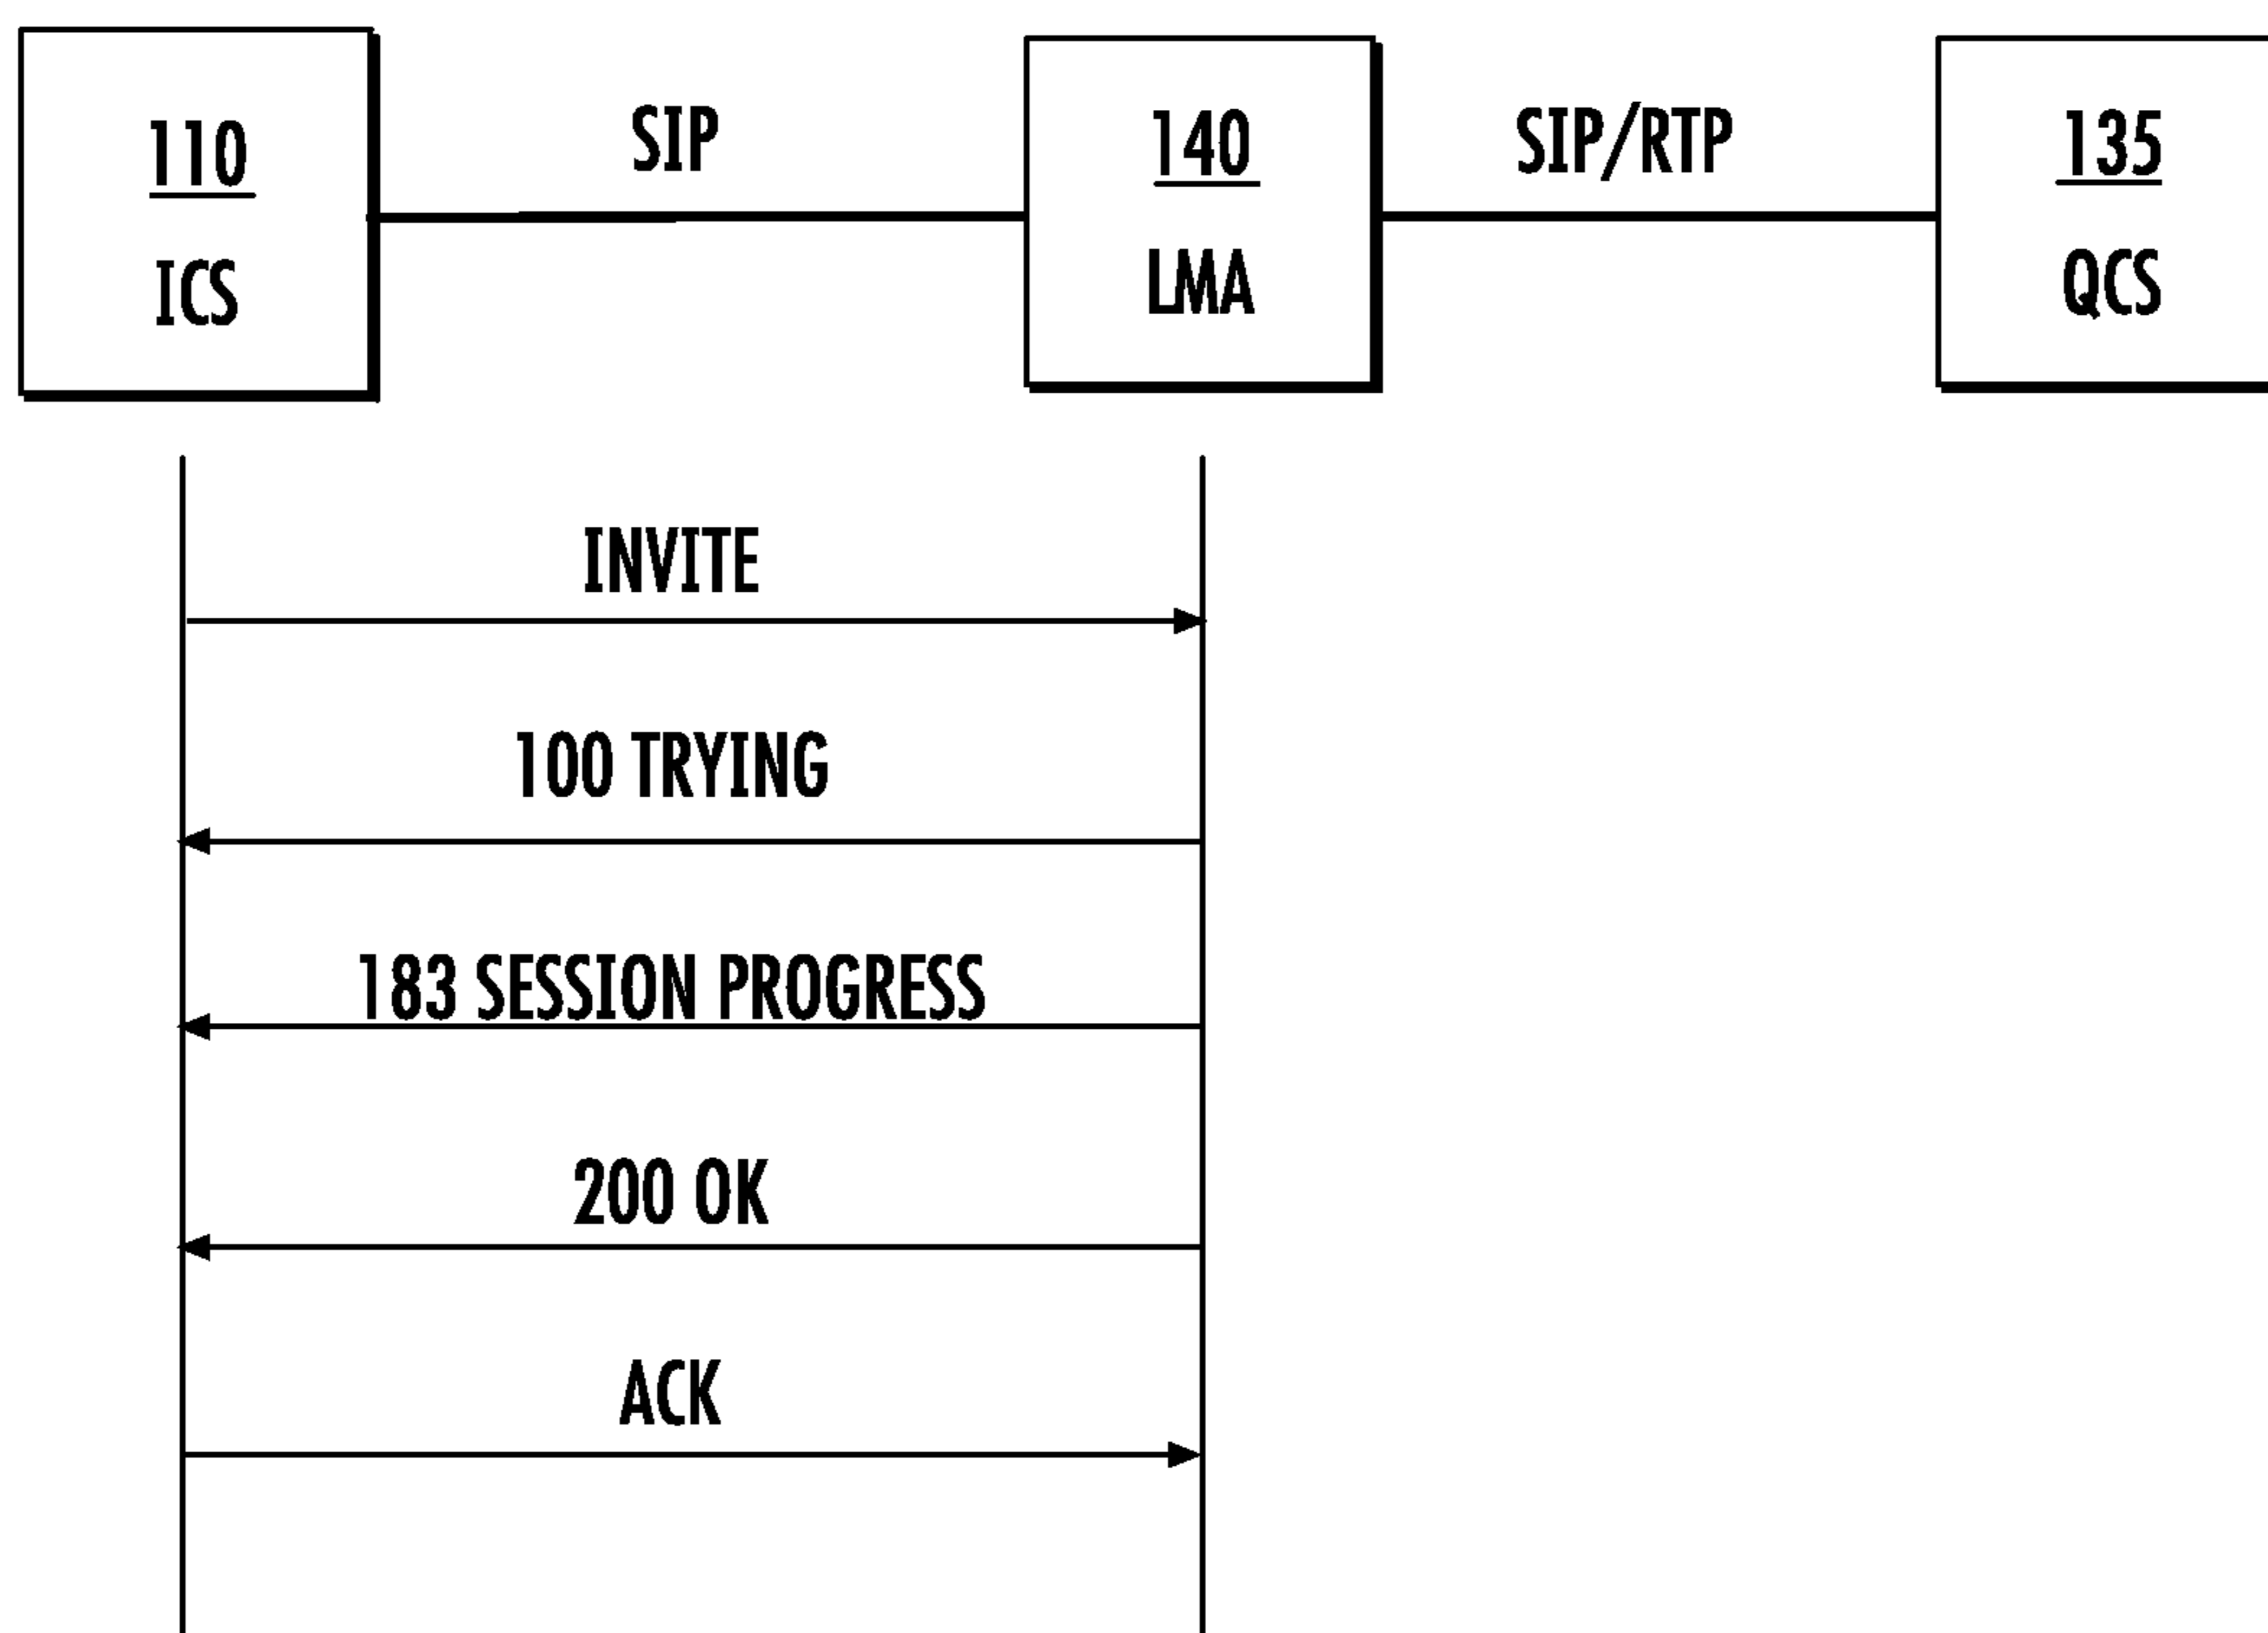 110
ICS
SIP
140
LMA
SIP/RTP
135
QCS
INVITE
100 TRYING
183 SESSION PROGRESS
200 OK
ACK